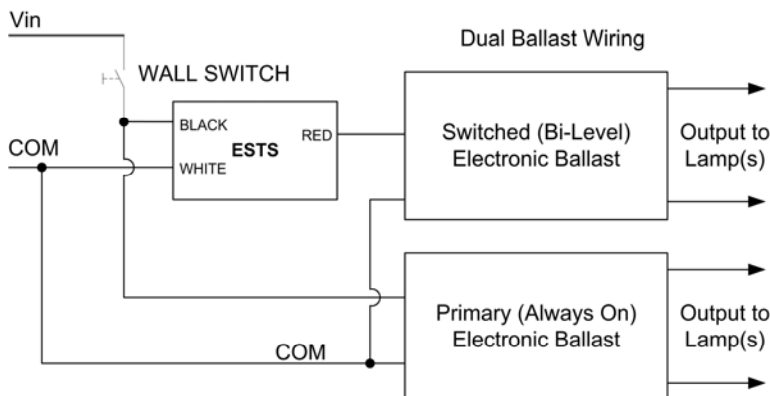 Vin
Dual Ballast Wiring
WALL SWITCH
BLACK
RED
ESTS
WHITE
COM
Switched (Bi-Level)
Electronic Ballast
Output to
Lamp(s)
Primary (Always On)
Electronic Ballast
Output to
Lamp(s)
COM